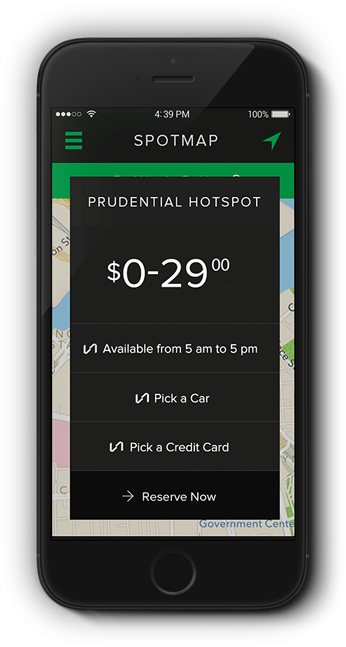 4:39 PM 100%
SPOTMAP
PRUDENTIAL HOTSPOT
$0-29 00
Available from 5 am to 5 pm
Pick a Car
Pick a Credit Card
Reserve Now
Government Cente